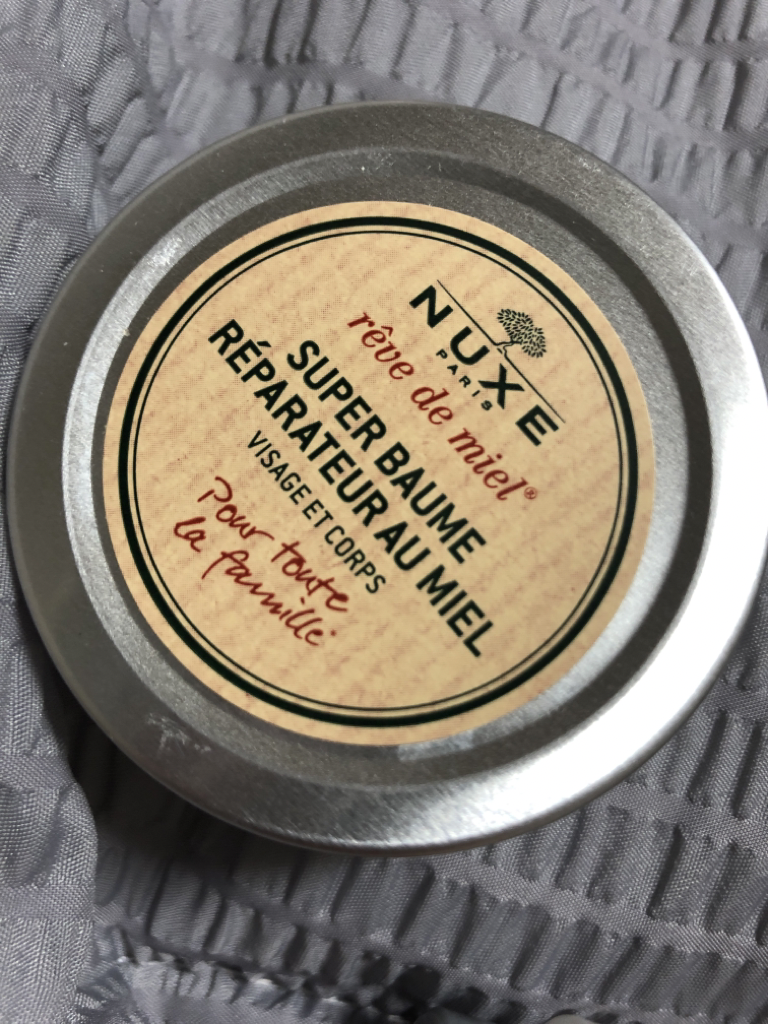 NUXE
PARIS
rêve de miel®
SUPER BAUME
RÉPARATEUR AU MIEL
VISAGE ET CORPS
Pour toute
la famille